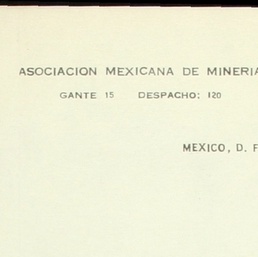 ASOCIACION MEXICANA DE MINERIA
GANTE 15 DESPACHO: 120
MEXICO, D. F